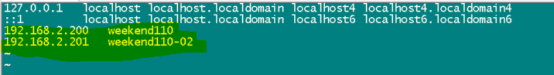 127.0.0.1   localhost localhost.localdomain localhost4 localhost4.localdomain4
::1         localhost localhost.localdomain localhost6 localhost6.localdomain6
192.168.2.200   weekend110
192.168.2.201   weekend110-02
~
~